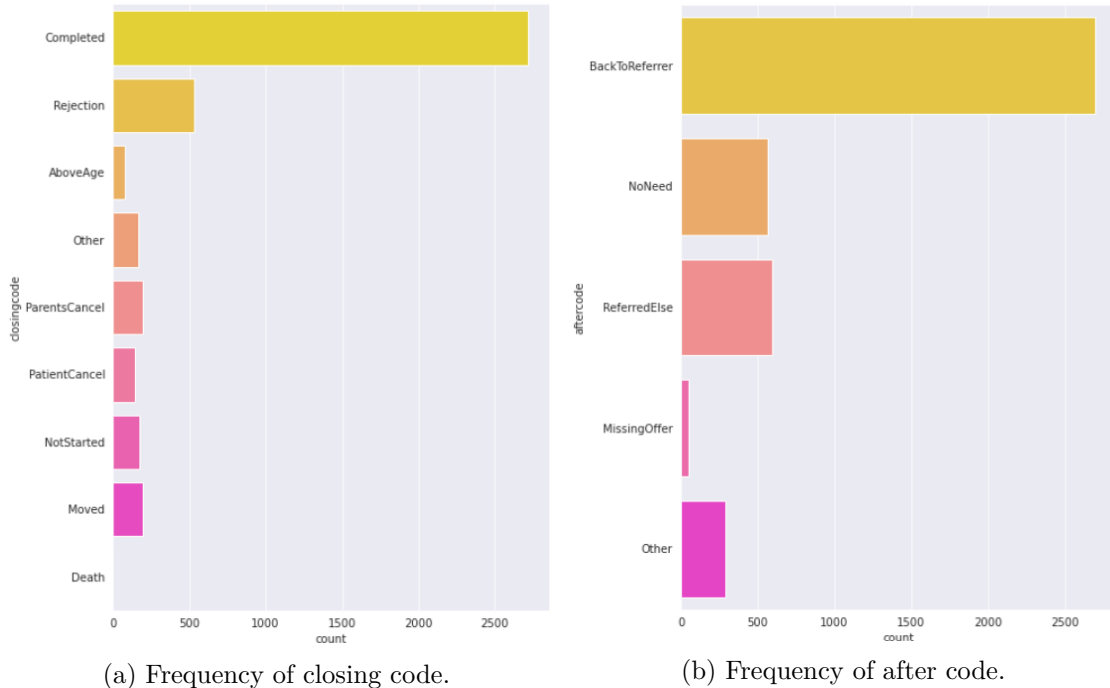 Completed
Rejection
AboveAge
Other
ParentsCancel
PatientCancel
NotStarted
Moved
Death
closingcode
0 500 1000 1500 2000 2500
count
(a) Frequency of closing code.
BackToReferrer
NoNeed
ReferredElse
MissingOffer
Other
aftercode
0 500 1000 1500 2000 2500
count
(b) Frequency of after code.